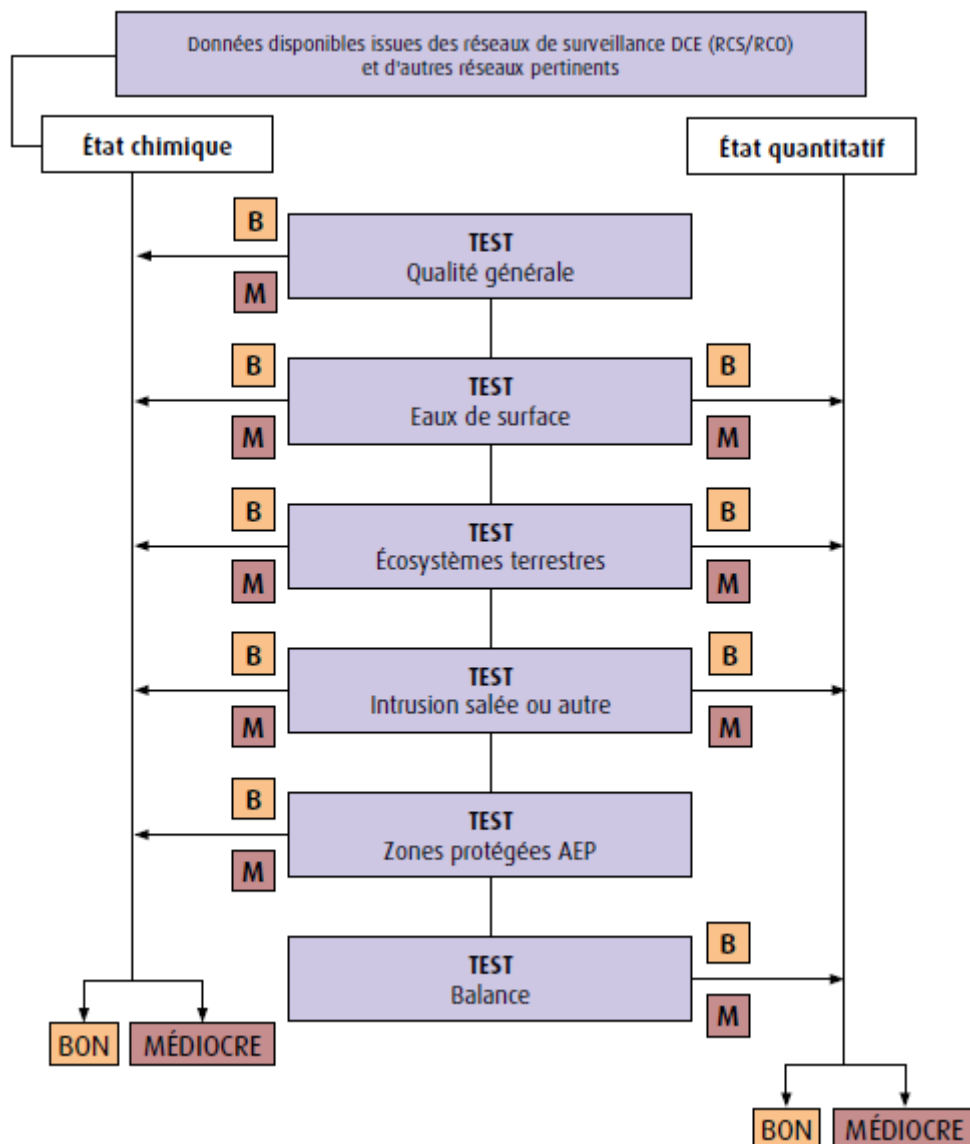 Données disponibles issues des réseaux de surveillance DCE (RCS/RCO)
et d'autres réseaux pertinents
État chimique
État quantitatif
B
TEST
Qualité générale
M
B
TEST
Eaux de surface
B
M
M
B
TEST
Écosystèmes terrestres
B
M
M
B
TEST
Intrusion salée ou autre
B
M
M
B
TEST
Zones protégées AEP
M
TEST
Balance
B
M
BON
MÉDIOCRE
BON
MÉDIOCRE